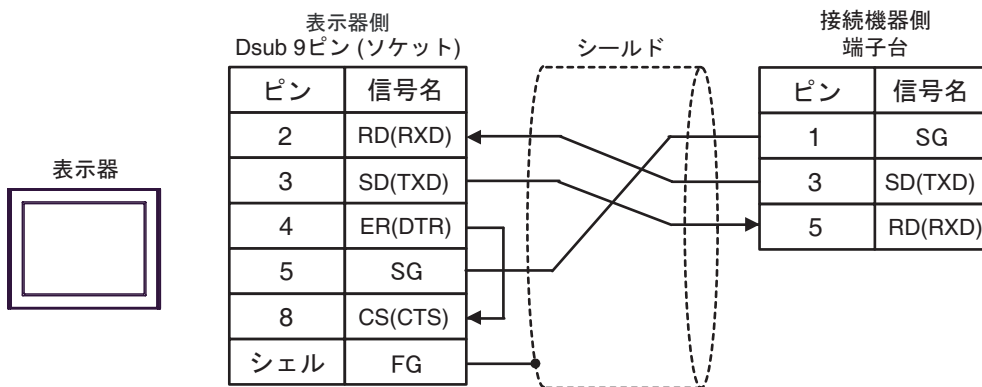 表示器側
Dsub 9ピン (ソケット)
シールド
接続機器側
端子台
表示器
ピン 信号名
2 RD(RXD)
3 SD(TXD)
4 ER(DTR)
5 SG
8 CS(CTS)
シェル FG
ピン 信号名
1 SG
3 SD(TXD)
5 RD(RXD)